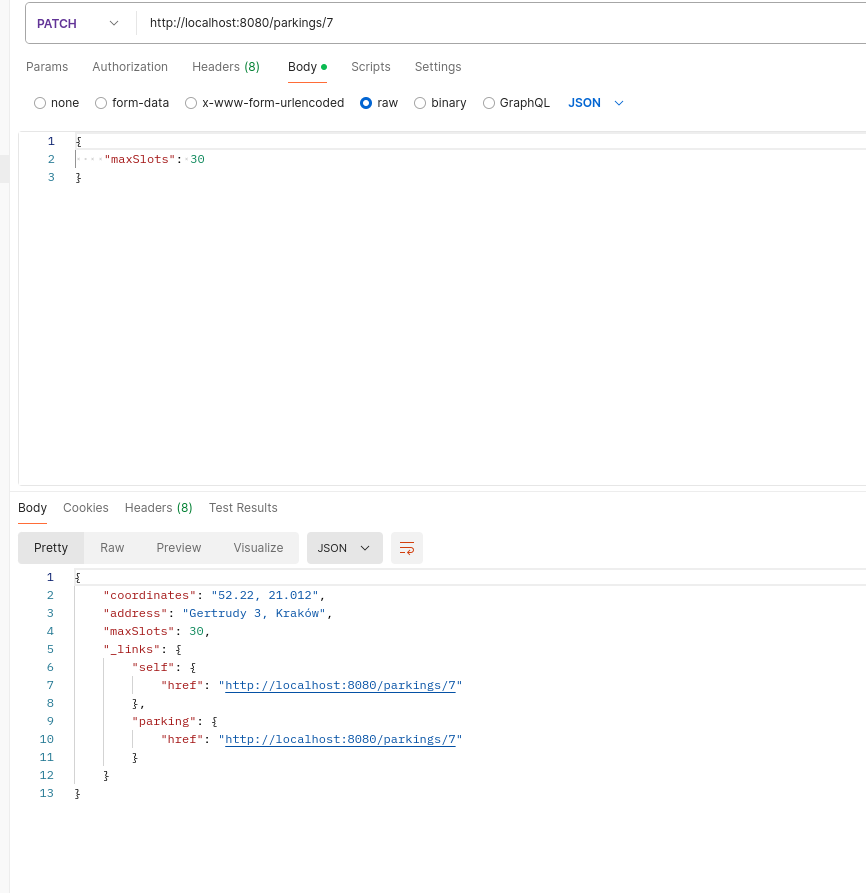 PATCH http://localhost:8080/parkings/7
Params Authorization Headers (8) Body Scripts Settings
none form-data x-www-form-urlencoded raw binary GraphQL JSON
1 {
2 ····"maxSlots":·30
3 }
Body Cookies Headers (8) Test Results
Pretty Raw Preview Visualize JSON
1 {
2 "coordinates": "52.22, 21.012",
3 "address": "Gertrudy 3, Kraków",
4 "maxSlots": 30,
5 "_links": {
6 "self": {
7 "href": "http://localhost:8080/parkings/7"
8 },
9 "parking": {
10 "href": "http://localhost:8080/parkings/7"
11 }
12 }
13 }